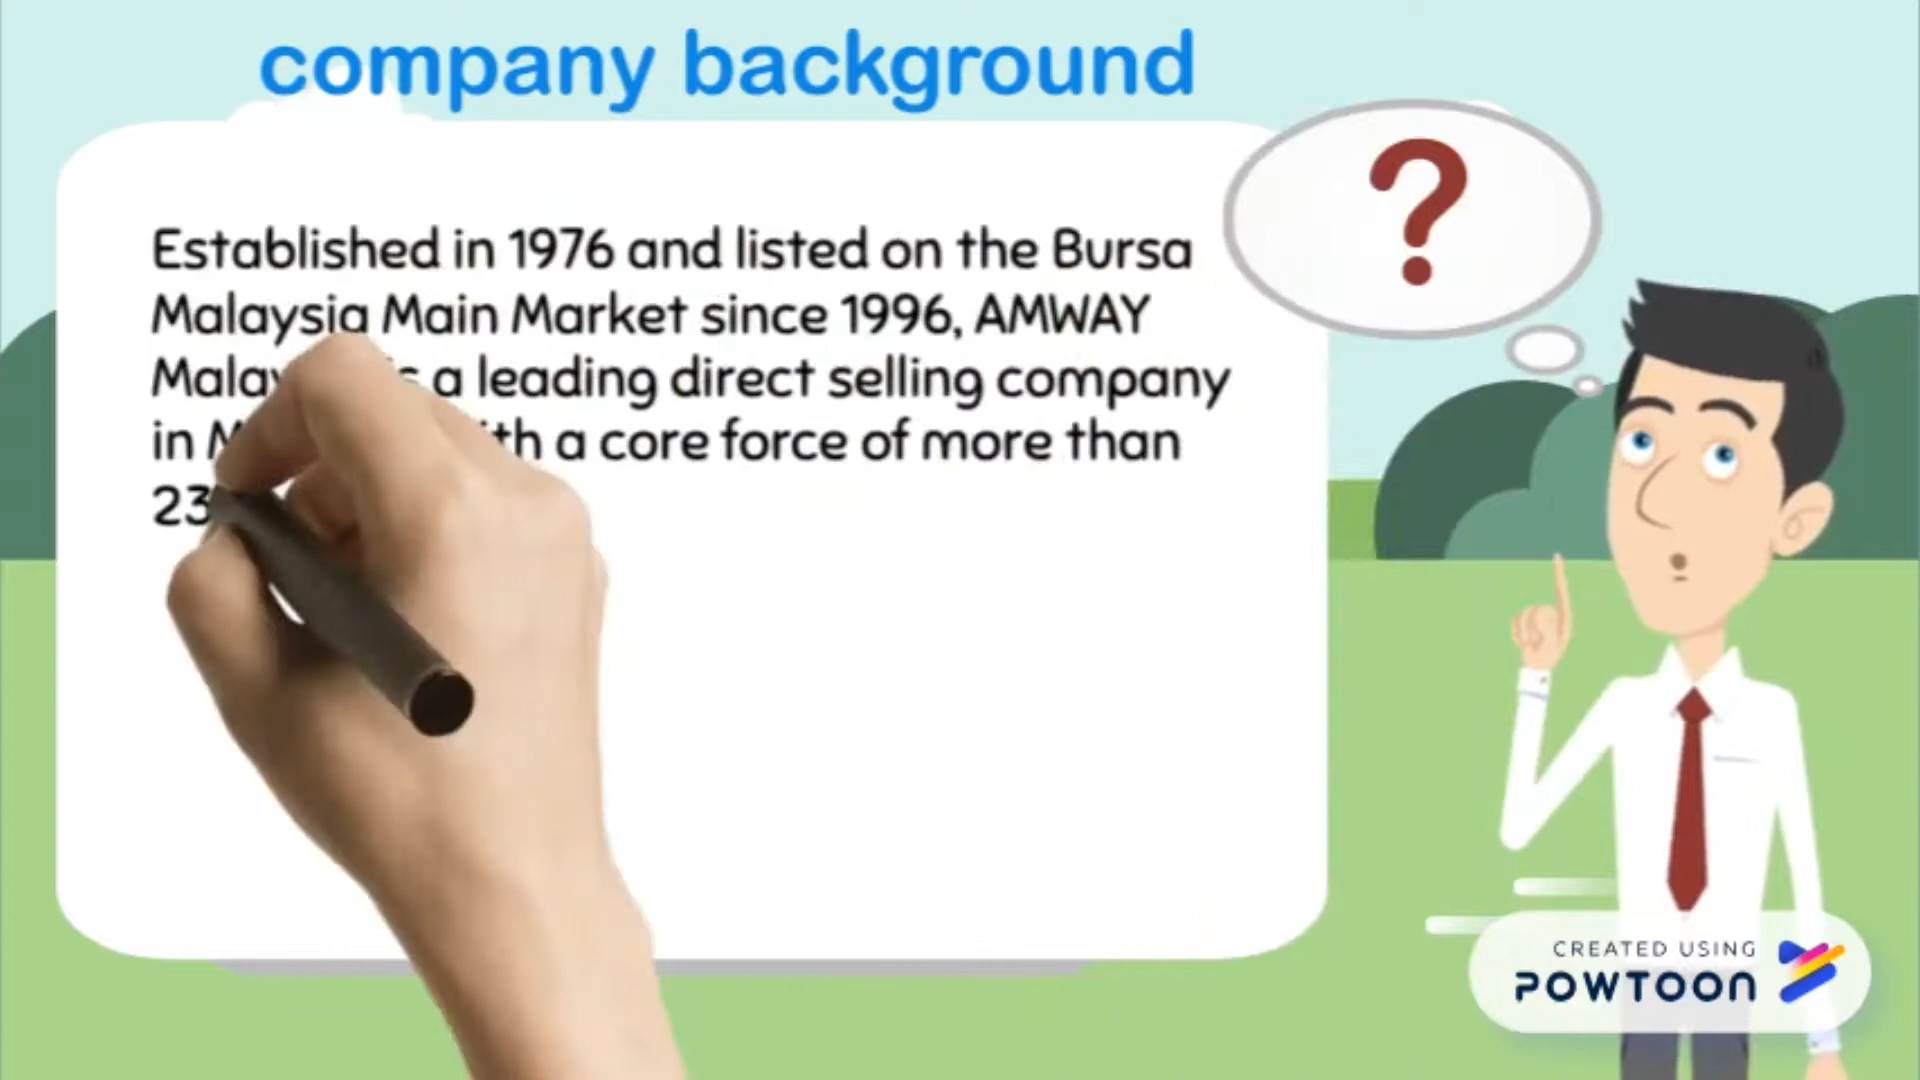 company background
Established in 1976 and listed on the Bursa
Malaysia Main Market since 1996, AMWAY
a leading direct selling company
in a core force of more than
23
?
CREATED USING
POWTOON